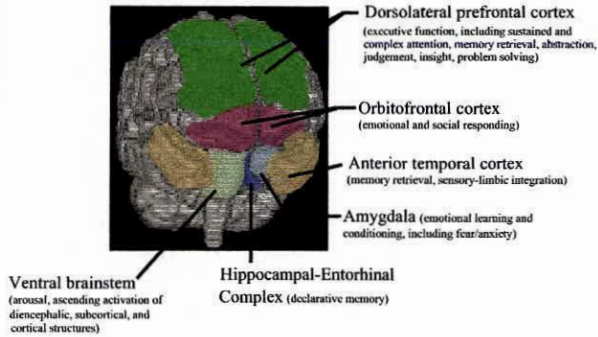 Dorsolateral prefrontal cortex
(executive function, including sustained and
complex attention, memory retrieval, abstraction,
judgement, insight, problem solving)
Orbitofrontal cortex
(emotional and social responding)
Anterior temporal cortex
(memory retrieval, sensory-limbic integration)
Amygdala (emotional learning and
conditioning, including fear/anxiety)
Hippocampal-Entorhinal
Complex (declarative memory)
Ventral brainstem
(arousal, ascending activation of
diencephalic, subcortical, and
cortical structures)